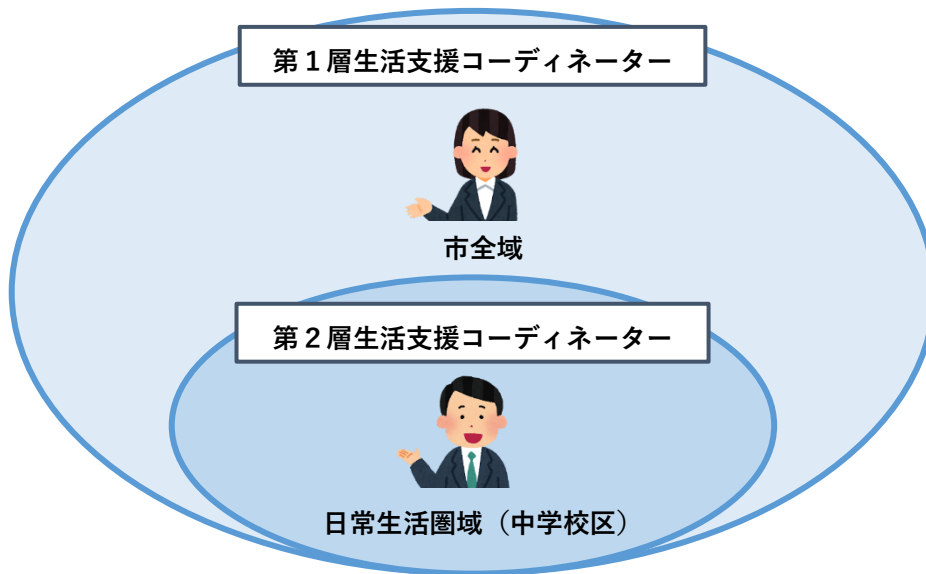 第１層生活支援コーディネーター
市全域
第２層生活支援コーディネーター
日常生活圏域（中学校区）